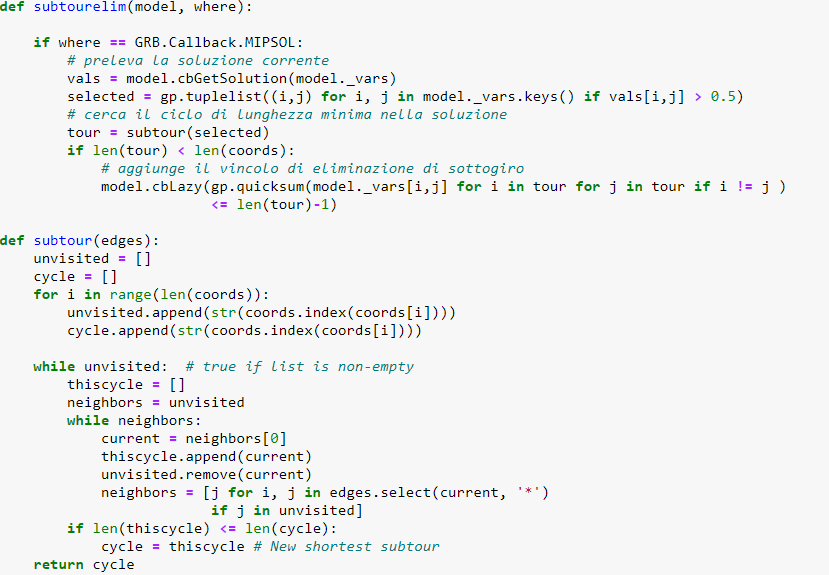 def subtourelim(model, where):
if where == GRB.Callback.MIPSOL:
# preleva la soluzione corrente
vals = model.cbGetSolution(model._vars)
selected = gp.tuplelist((i,j) for i, j in model._vars.keys() if vals[i,j] > 0.5)
# cerca il ciclo di lunghezza minima nella soluzione
tour = subtour(selected)
if len(tour) < len(coords):
# aggiunge il vincolo di eliminazione di sottogiro
model.cbLazy(gp.quicksum(model._vars[i,j] for i in tour for j in tour if i != j )
<= len(tour)-1)
def subtour(edges):
unvisited = []
cycle = []
for i in range(len(coords)):
unvisited.append(str(coords.index(coords[i])))
cycle.append(str(coords.index(coords[i])))
while unvisited: # true if list is non-empty
thiscycle = []
neighbors = unvisited
while neighbors:
current = neighbors[0]
thiscycle.append(current)
unvisited.remove(current)
neighbors = [j for i, j in edges.select(current, '*')
if j in unvisited]
if len(thiscycle) <= len(cycle):
cycle = thiscycle # New shortest subtour
return cycle